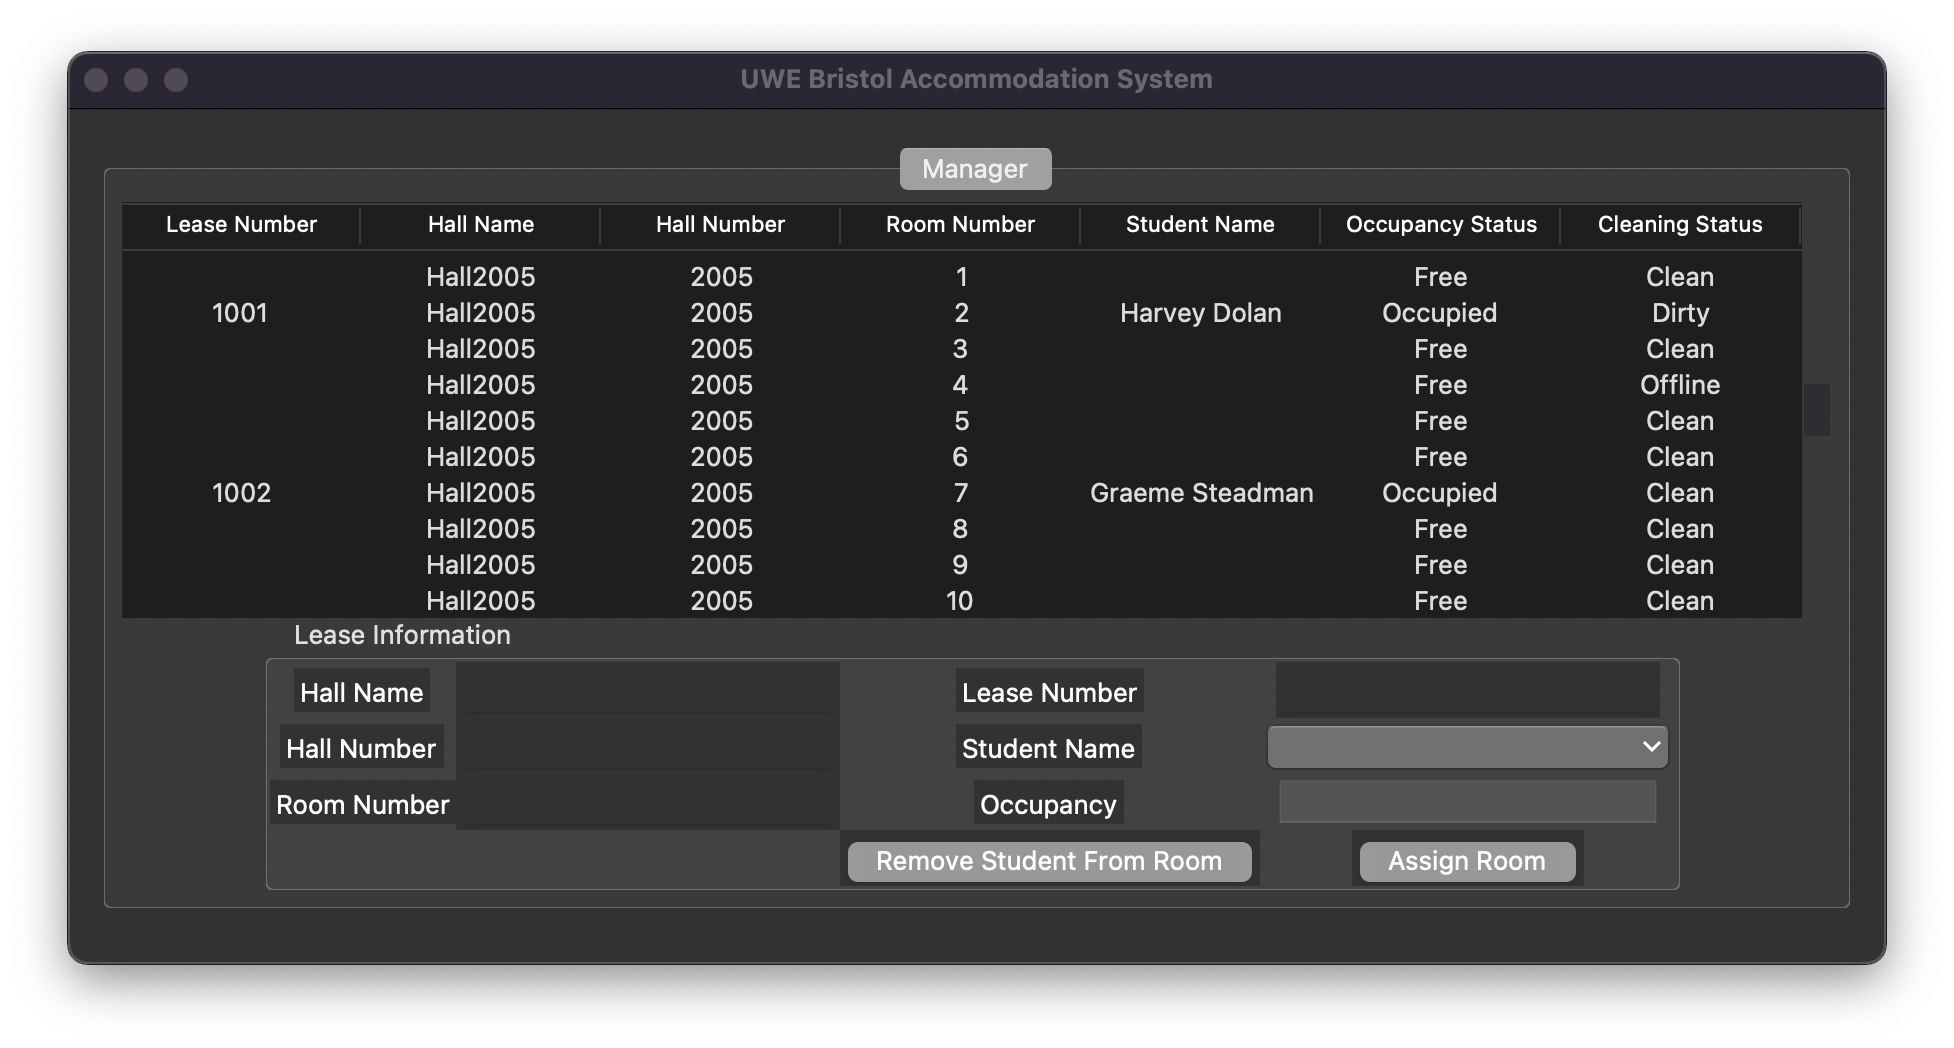 UWE Bristol Accommodation System
Manager
Lease Number Hall Name Hall Number Room Number Student Name Occupancy Status Cleaning Status
Hall2005 2005 1 Free Clean
1001 Hall2005 2005 2 Harvey Dolan Occupied Dirty
Hall2005 2005 3 Free Clean
Hall2005 2005 4 Free Offline
Hall2005 2005 5 Free Clean
Hall2005 2005 6 Free Clean
1002 Hall2005 2005 7 Graeme Steadman Occupied Clean
Hall2005 2005 8 Free Clean
Hall2005 2005 9 Free Clean
Hall2005 2005 10 Free Clean
Lease Information
Hall Name Lease Number
Hall Number Student Name
Room Number Occupancy
Remove Student From Room Assign Room